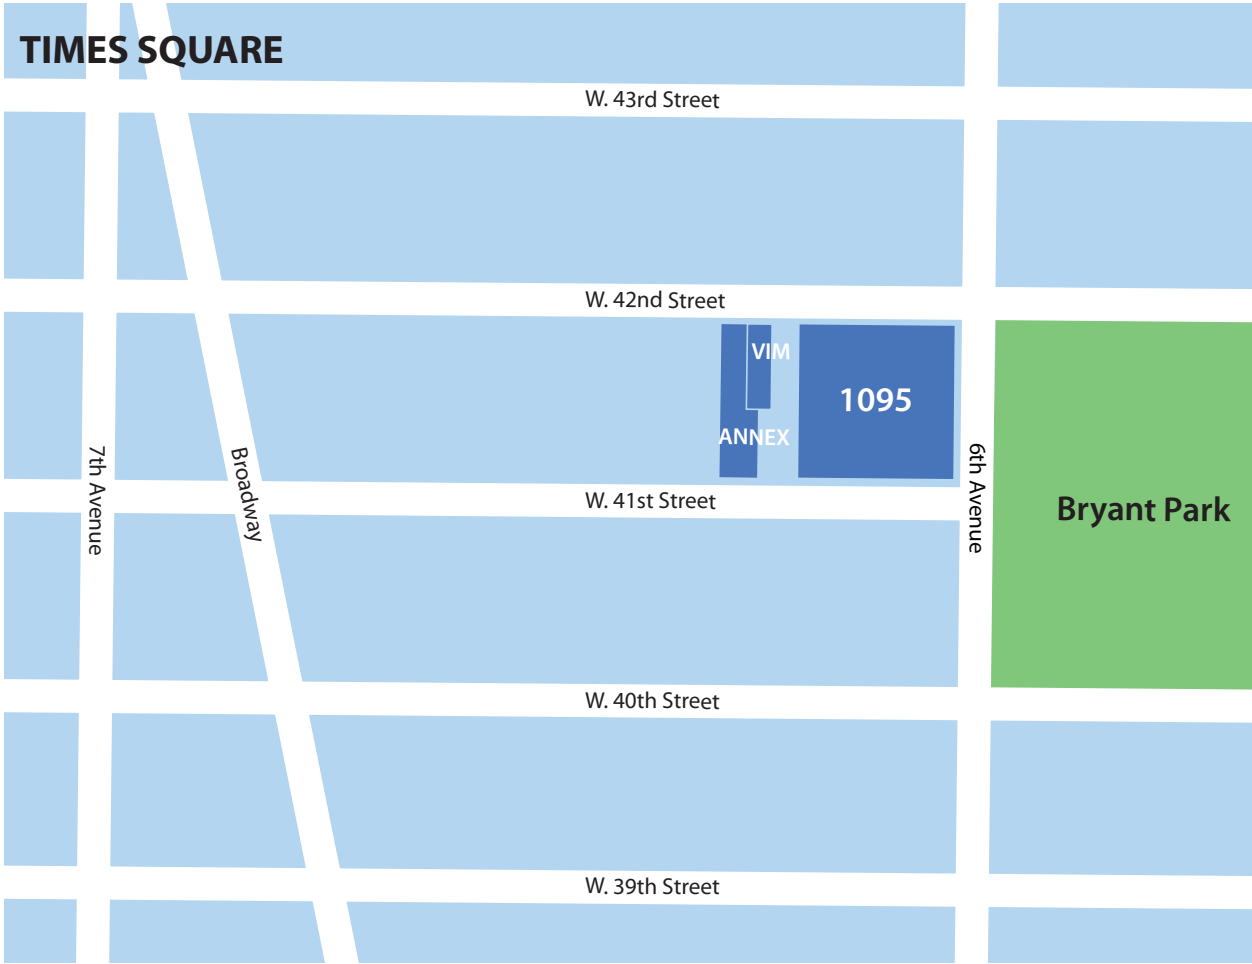 TIMES SQUARE
W. 43rd Street
W. 42nd Street
VIM
1095
ANNEX
7th Avenue
Broadway
6th Avenue
W. 41st Street
Bryant Park
W. 40th Street
W. 39th Street